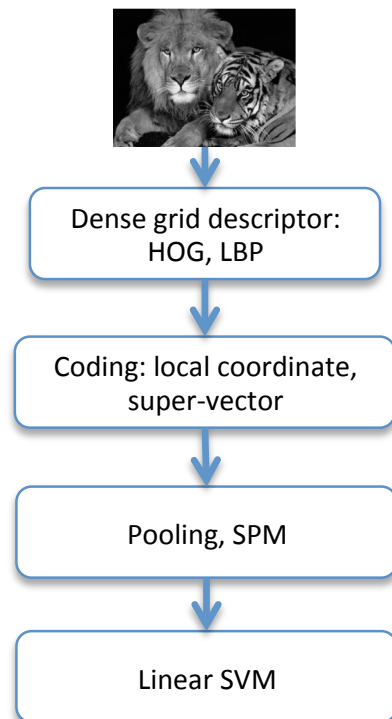 Dense grid descriptor:
HOG, LBP
Coding: local coordinate,
super-vector
Pooling, SPM
Linear SVM